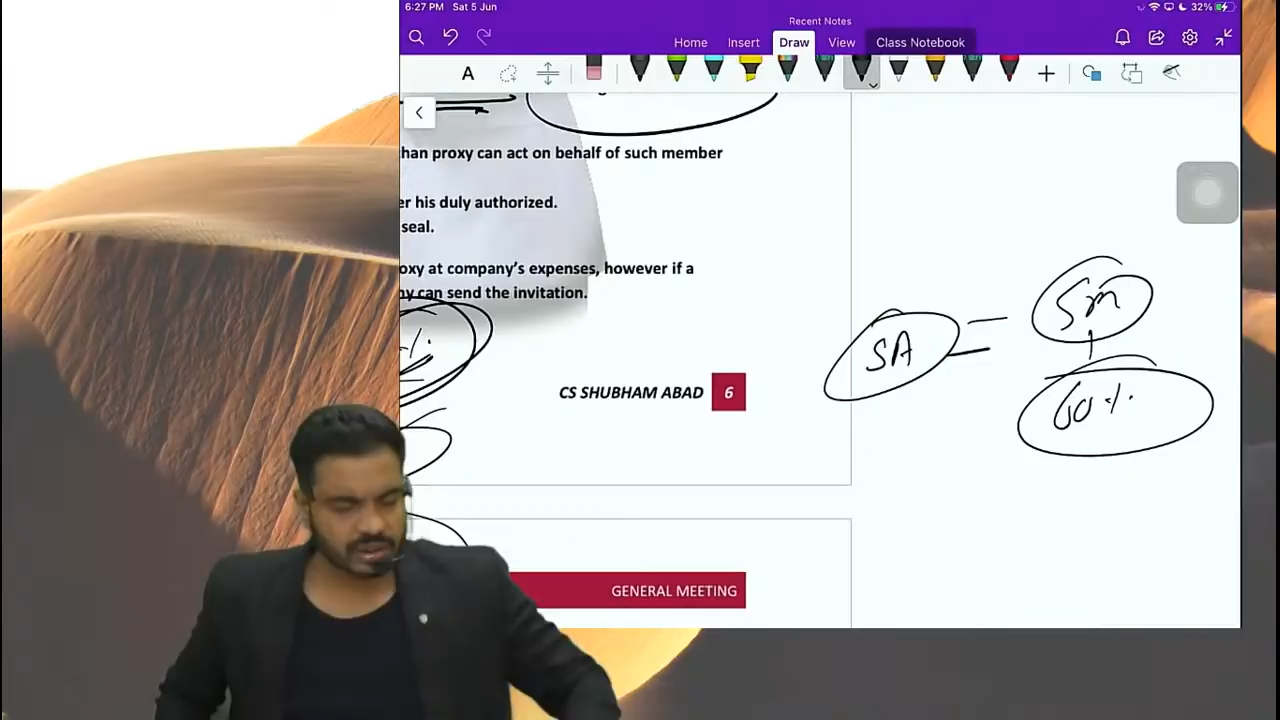 6:27 PM Sat 5 Jun
32%
Recent Notes
Home Insert Draw View Class Notebook
A
han proxy can act on behalf of such member
er his duly authorized.
seal.
oxy at company's expenses, however if a
ny can send the invitation.
CS SHUBHAM ABAD 6
SA = 5m
60%
GENERAL MEETING